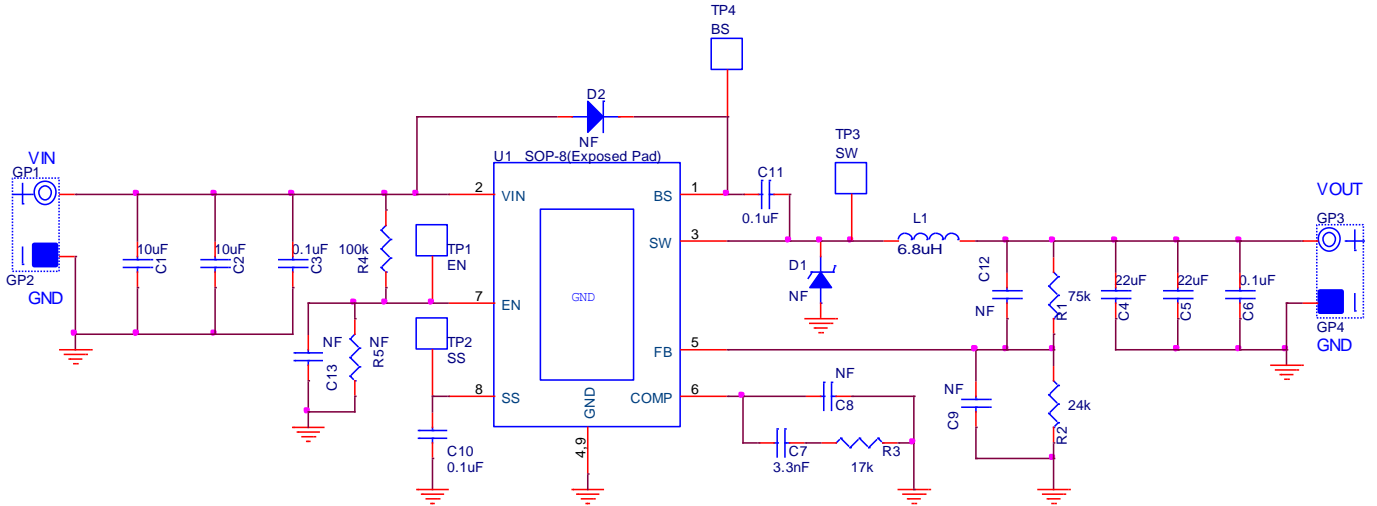 TP4
BS
D2
NF
U1 SOP-8(Exposed Pad)
TP3
SW
VIN
GP1
+
2
VIN
BS
1
C11
0.1uF
VOUT
GP3
+
10uF
C1
10uF
C2
0.1uF
C3
100k
R4
TP1
EN
SW
3
L1
6.8uH
GP2
GND
D1
NF
C12
NF
75k
R1
22uF
C4
22uF
C5
0.1uF
C6
GP4
GND
7
EN
GND
NF
C13
NF
R5
TP2
SS
FB
5
8
SS
COMP
6
NF
C8
NF
C9
24k
R2
GND
4,9
C10
0.1uF
C7
3.3nF
R3
17k